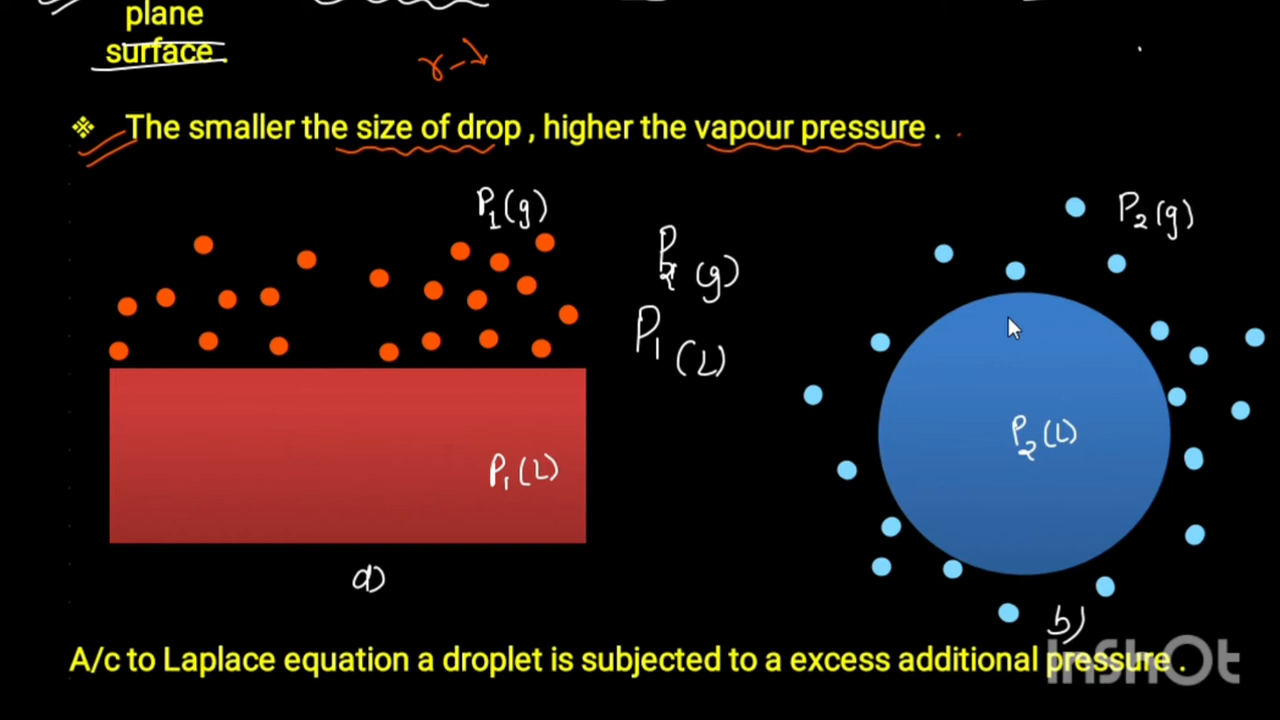 plane
surface .
r →
❖ The smaller the size of drop , higher the vapour pressure .
P₁(g)
P₂(g)
(g)
P₁(L)
P₂(L)
P₁(L)
a)
b)
A/c to Laplace equation a droplet is subjected to a excess additional pressure .
InShOt